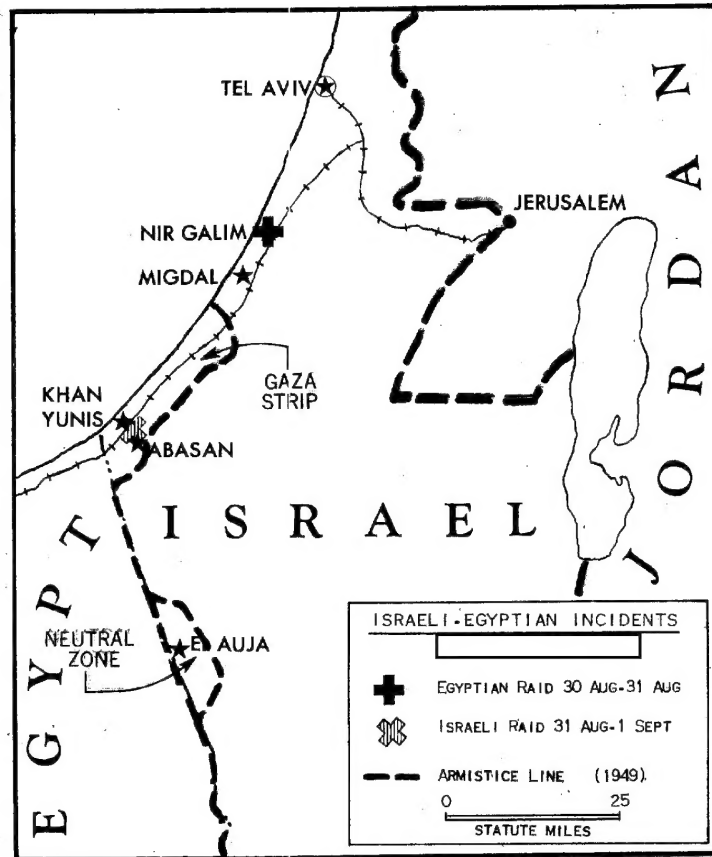 TEL AVIV
JORDAN
JERUSALEM
NIR GALIM
MIGDAL
GAZA
STRIP
KHAN
YUNIS
ABASAN
ISRAEL
EGYPT
NEUTRAL
ZONE
EL AUJA
ISRAELI-EGYPTIAN INCIDENTS
EGYPTIAN RAID 30 AUG-31 AUG
ISRAELI RAID 31 AUG-1 SEPT
ARMISTICE LINE (1949)
0 25
STATUTE MILES